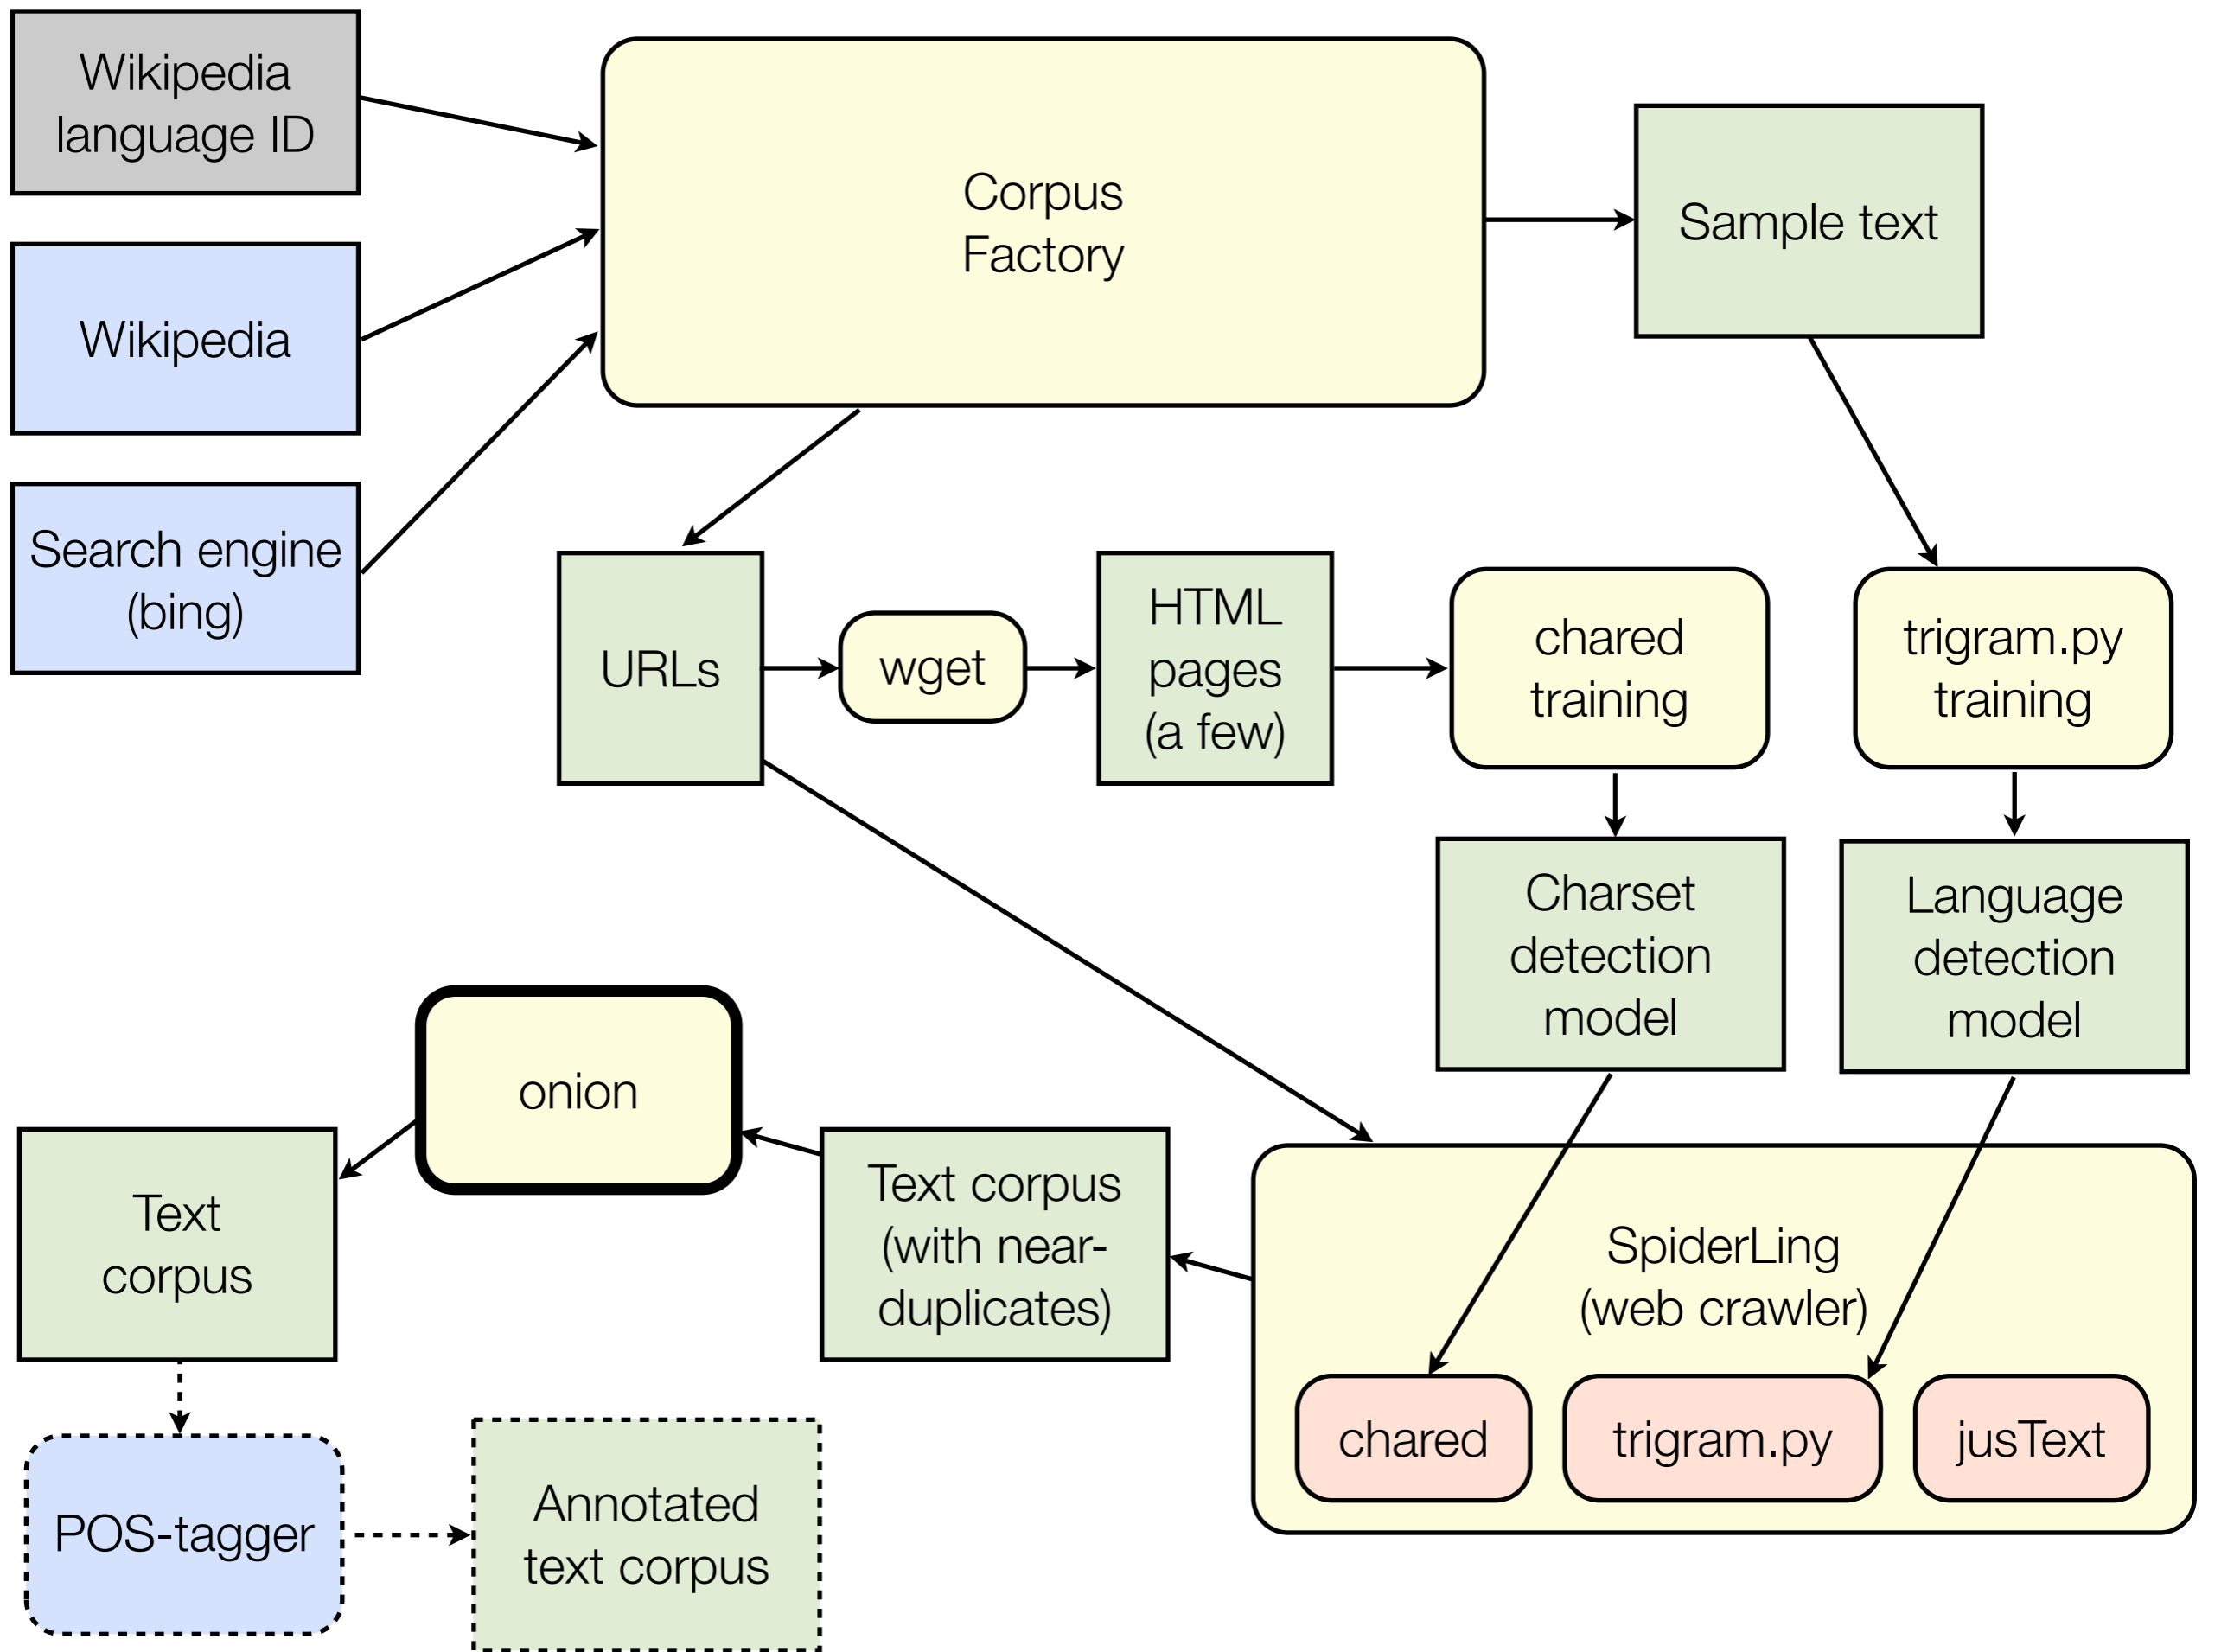 Wikipedia
language ID
Corpus
Factory
Sample text
Wikipedia
Search engine
(bing)
URLs
wget
HTML
pages
(a few)
chared
training
trigram.py
training
Charset
detection
model
Language
detection
model
onion
Text
corpus
Text corpus
(with near-
duplicates)
SpiderLing
(web crawler)
chared
trigram.py
jusText
POS-tagger
Annotated
text corpus